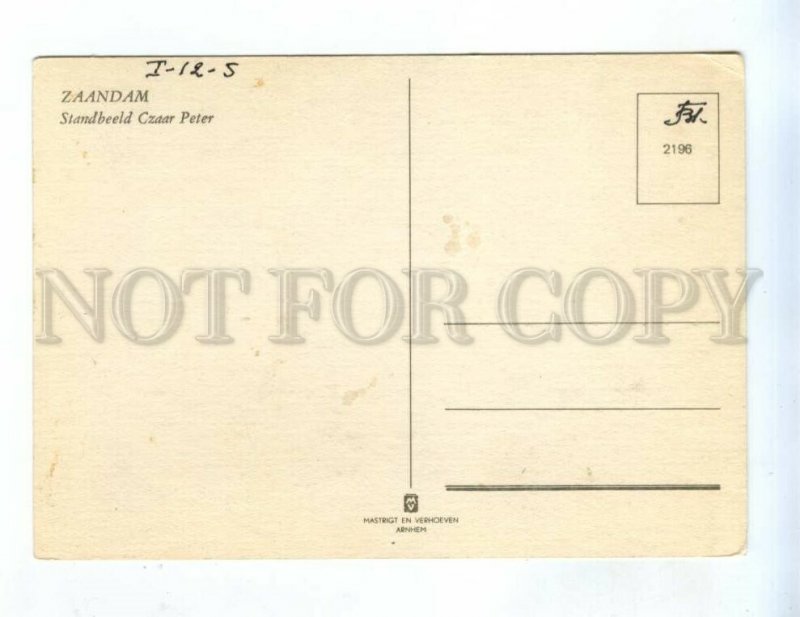 I-12-5
ZAANDAM
Standbeeld Czaar Peter
2196
NOT FOR COPY
MASTRIGT EN VERHOEVEN
ARNHEM